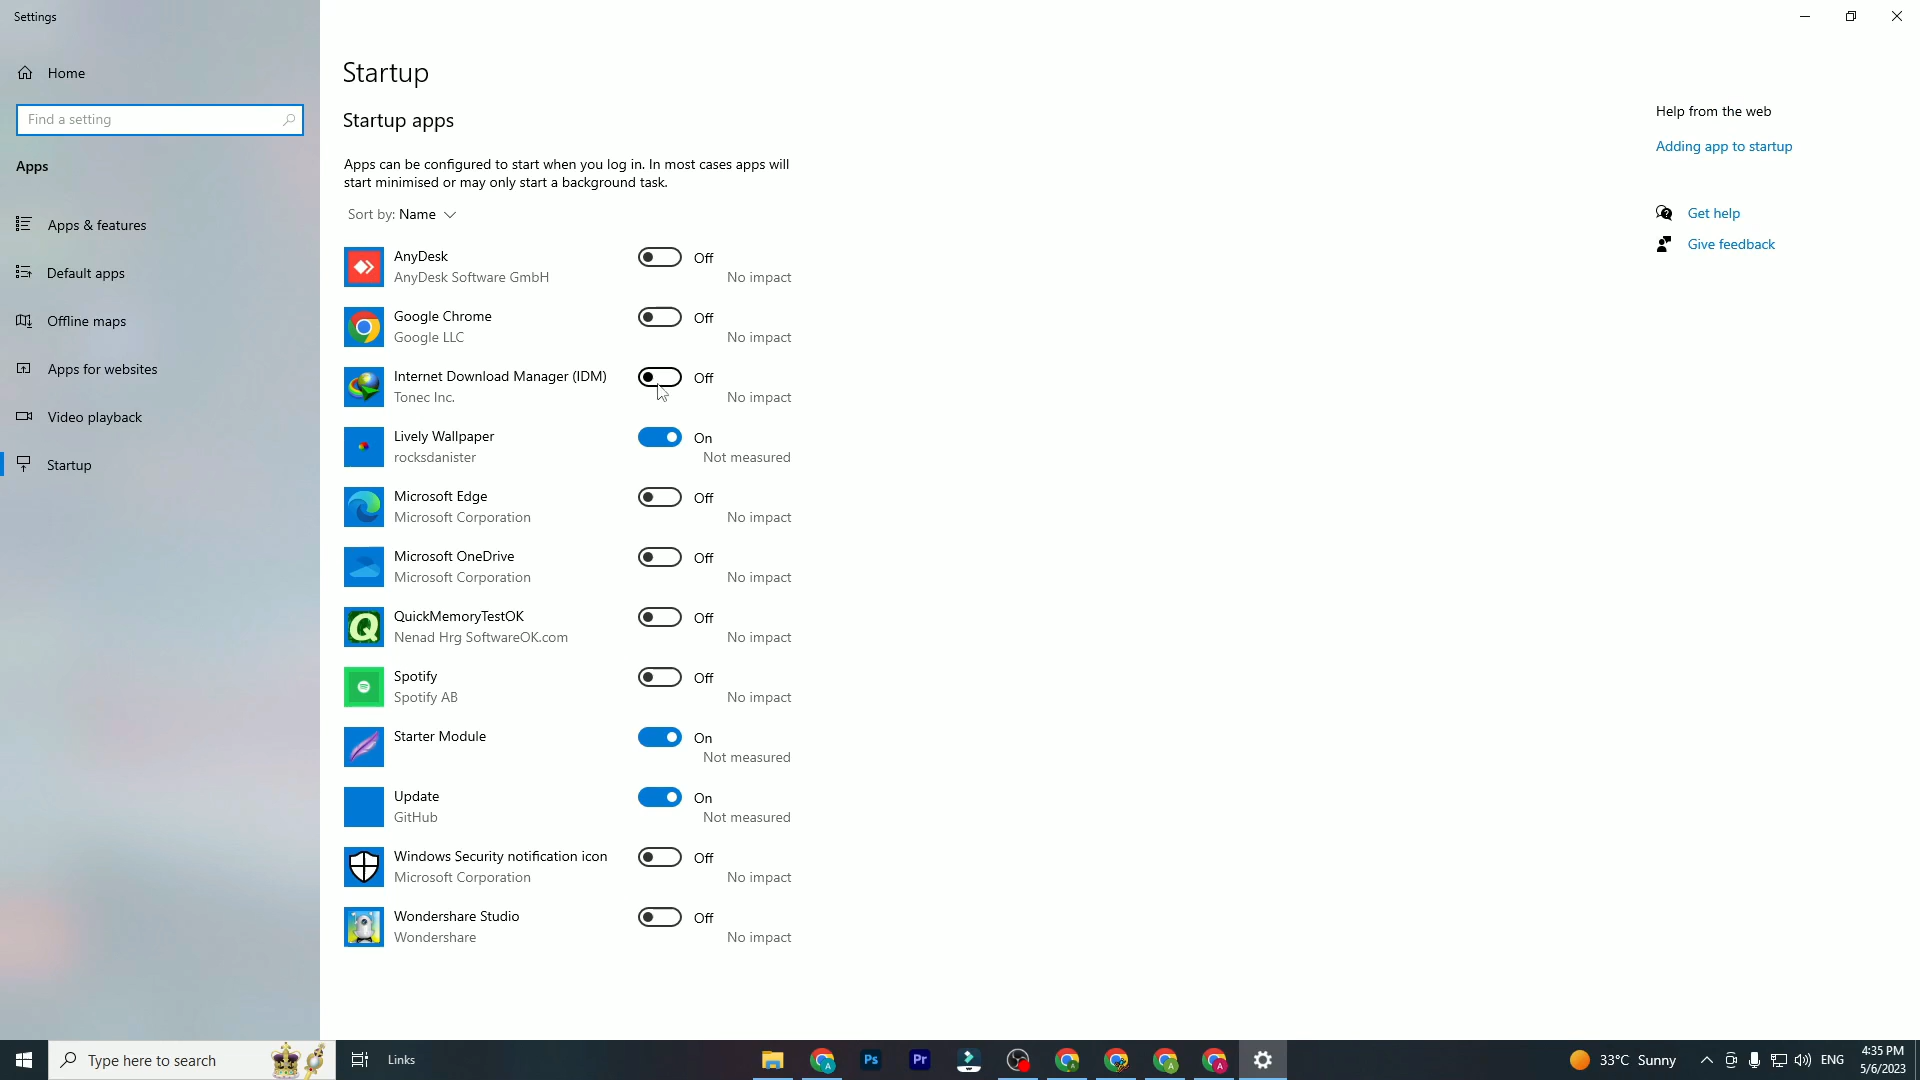 Settings
Home
Find a setting
Apps
Apps & features
Default apps
Offline maps
Apps for websites
Video playback
Startup
Startup
Startup apps
Apps can be configured to start when you log in. In most cases apps will
start minimised or may only start a background task.
Sort by: Name
AnyDesk
Off
AnyDesk Software GmbH
No impact
Google Chrome
Off
Google LLC
No impact
Internet Download Manager (IDM)
Off
Tonec Inc.
No impact
Lively Wallpaper
On
rocksdanister
Not measured
Microsoft Edge
Off
Microsoft Corporation
No impact
Microsoft OneDrive
Off
Microsoft Corporation
No impact
QuickMemoryTestOK
Off
Nenad Hrg SoftwareOK.com
No impact
Spotify
Off
Spotify AB
No impact
Starter Module
On
Not measured
Update
On
GitHub
Not measured
Windows Security notification icon
Off
Microsoft Corporation
No impact
Wondershare Studio
Off
Wondershare
No impact
Help from the web
Adding app to startup
Get help
Give feedback
Type here to search
Links
Ps
Pr
33°C Sunny
ENG
4:35 PM
5/6/2023